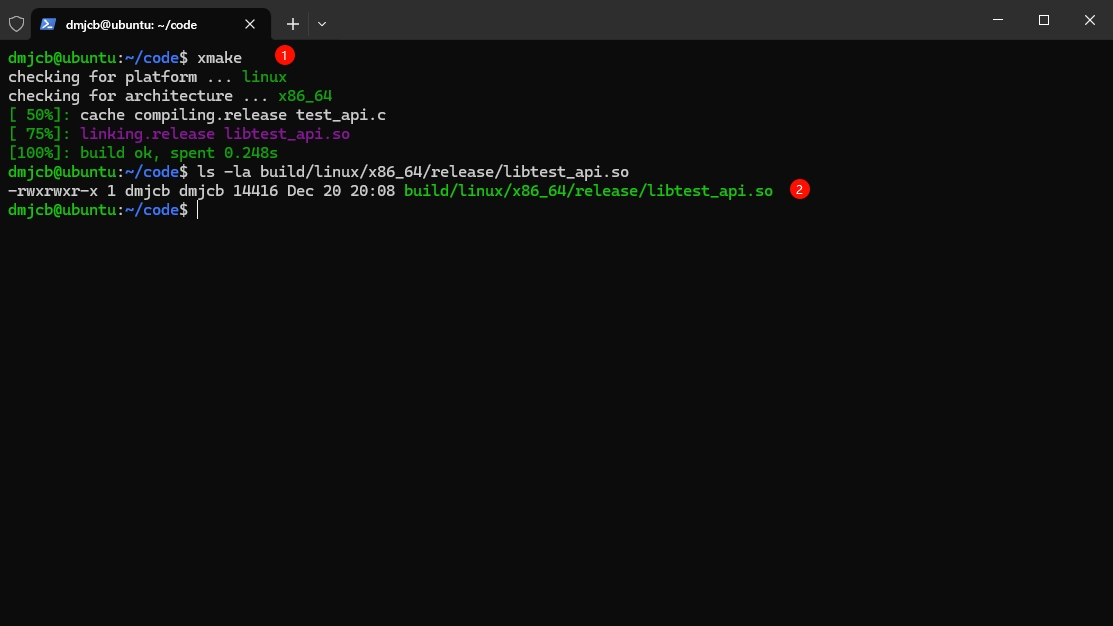 dmjcb@ubuntu: ~/code
dmjcb@ubuntu:~/code$ xmake 1
checking for platform ... linux
checking for architecture ... x86_64
[ 50%]: cache compiling.release test_api.c
[ 75%]: linking.release libtest_api.so
[100%]: build ok, spent 0.248s
dmjcb@ubuntu:~/code$ ls -la build/linux/x86_64/release/libtest_api.so
-rwxrwxr-x 1 dmjcb dmjcb 14416 Dec 20 20:08 build/linux/x86_64/release/libtest_api.so 2
dmjcb@ubuntu:~/code$